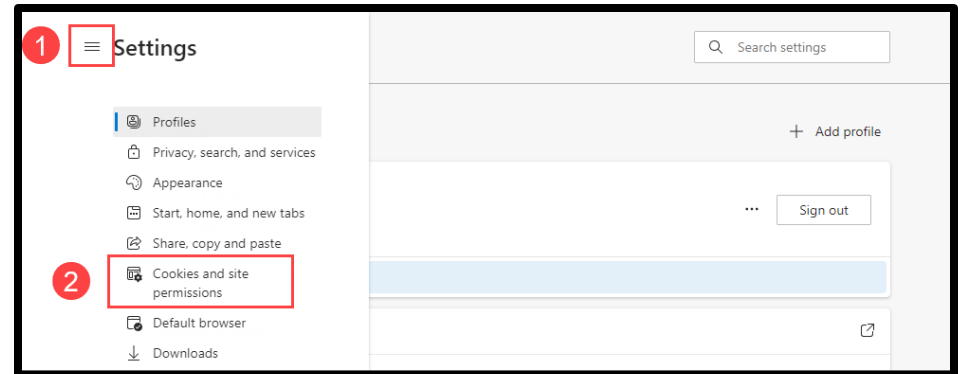 1
Settings
Search settings
Profiles
Add profile
Privacy, search, and services
Appearance
Start, home, and new tabs
Sign out
Share, copy and paste
2
Cookies and site
permissions
Default browser
Downloads